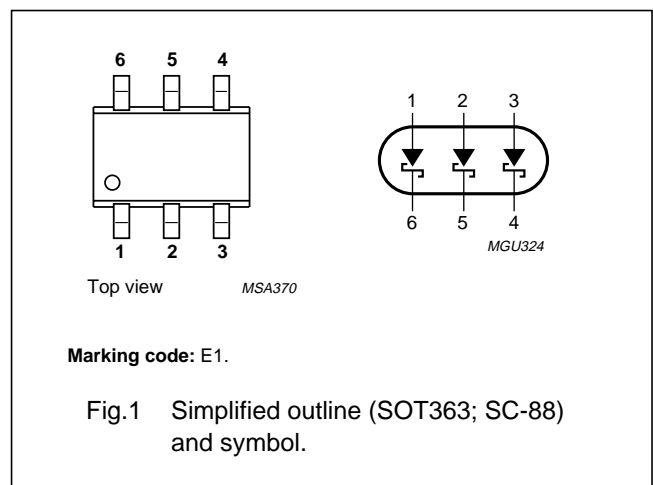 6 5 4
1 2 3
Top view MSA370
1 2 3
6 5 4
MGU324
Marking code: E1.
Fig.1 Simplified outline (SOT363; SC-88)
and symbol.